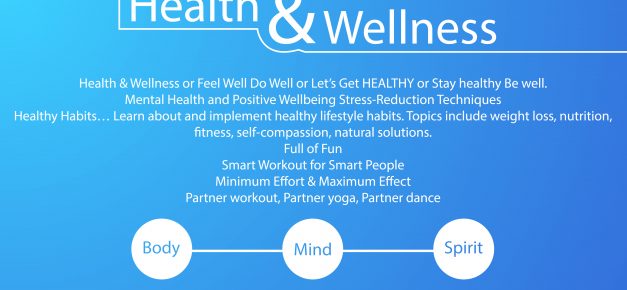 Health
&
Wellness
Health & Wellness or Feel Well Do Well or Let's Get HEALTHY or Stay healthy Be well.
Mental Health and Positive Wellbeing Stress-Reduction Techniques
Healthy Habits… Learn about and implement healthy lifestyle habits. Topics include weight loss, nutrition,
fitness, self-compassion, natural solutions.
Full of Fun
Smart Workout for Smart People
Minimum Effort & Maximum Effect
Partner workout, Partner yoga, Partner dance
Body
Mind
Spirit